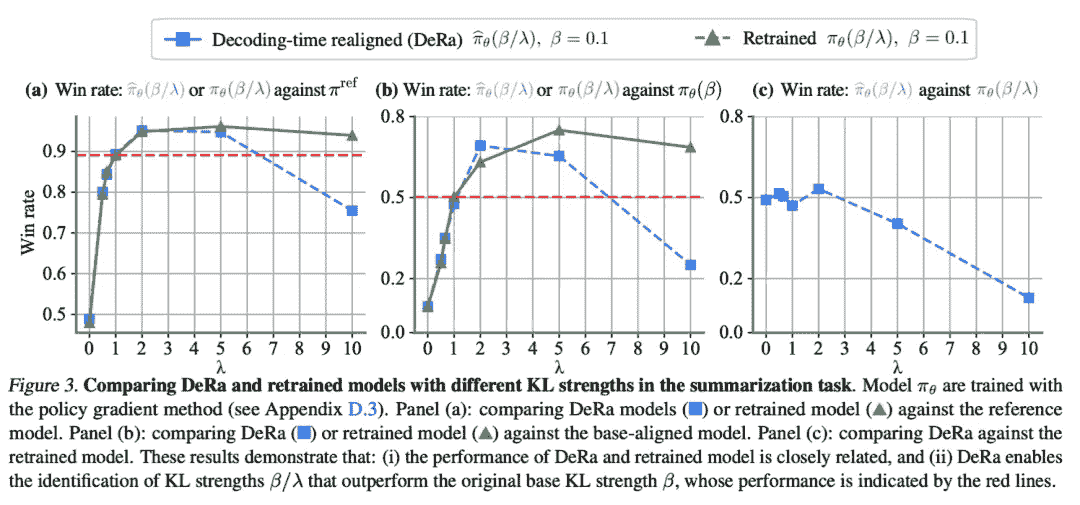 Decoding-time realigned (DeRa) π̂θ(β/λ), β = 0.1
Retrained πθ(β/λ), β = 0.1
(a) Win rate: π̂θ(β/λ) or πθ(β/λ) against π^ref
(b) Win rate: π̂θ(β/λ) or πθ(β/λ) against πθ(β)
(c) Win rate: π̂θ(β/λ) against πθ(β/λ)
Win rate
0.9
0.8
0.7
0.6
0.5
0 1 2 3 4 5 6 7 8 9 10
λ
0.8
0.5
0.2
0.0
0 1 2 3 4 5 6 7 8 9 10
λ
0.8
0.5
0.2
0.0
0 1 2 3 4 5 6 7 8 9 10
λ
Figure 3. Comparing DeRa and retrained models with different KL strengths in the summarization task. Model πθ are trained with
the policy gradient method (see Appendix D.3). Panel (a): comparing DeRa models (■) or retrained model (▲) against the reference
model. Panel (b): comparing DeRa (■) or retrained model (▲) against the base-aligned model. Panel (c): comparing DeRa against the
retrained model. These results demonstrate that: (i) the performance of DeRa and retrained model is closely related, and (ii) DeRa enables
the identification of KL strengths β/λ that outperform the original base KL strength β, whose performance is indicated by the red lines.